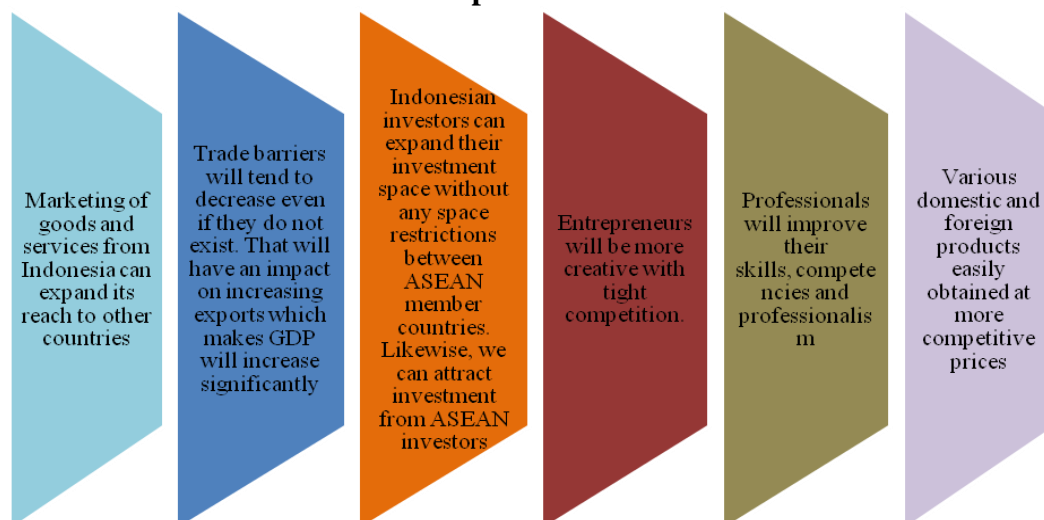 Marketing of
goods and
services from
Indonesia can
expand its
reach to other
countries
Trade barriers
will tend to
decrease even
if they do not
exist. That will
have an impact
on increasing
exports which
makes GDP
will increase
significantly
Indonesian
investors can
expand their
investment
space without
any space
restrictions
between
ASEAN
member
countries.
Likewise, we
can attract
investment
from ASEAN
investors
Entrepreneurs
will be more
creative with
tight
competition.
Professionals
will improve
their
skills, compete
ncies and
professionalis
m
Various
domestic and
foreign
products
easily
obtained at
more
competitive
prices